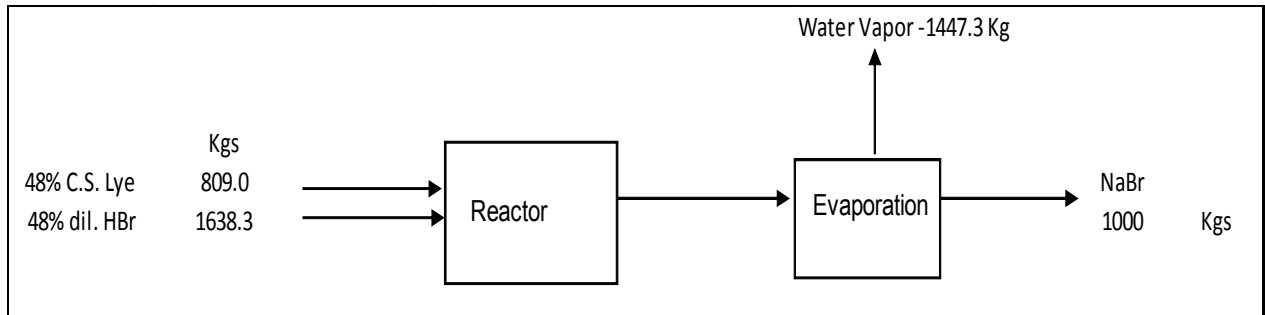 Water Vapor -1447.3 Kg
Kgs
48% C.S. Lye 809.0
48% dil. HBr 1638.3
Reactor
Evaporation
NaBr
1000 Kgs